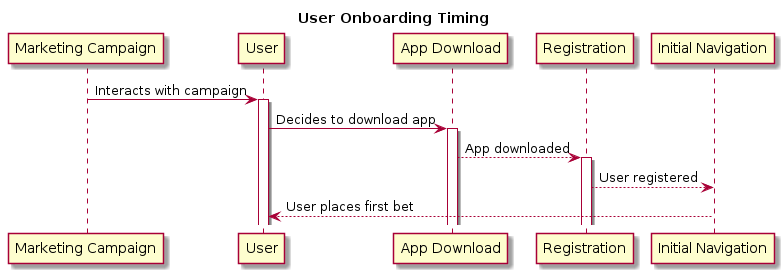 User Onboarding Timing
Marketing Campaign User App Download Registration Initial Navigation
Interacts with campaign
Decides to download app
App downloaded
User registered
User places first bet
Marketing Campaign User App Download Registration Initial Navigation